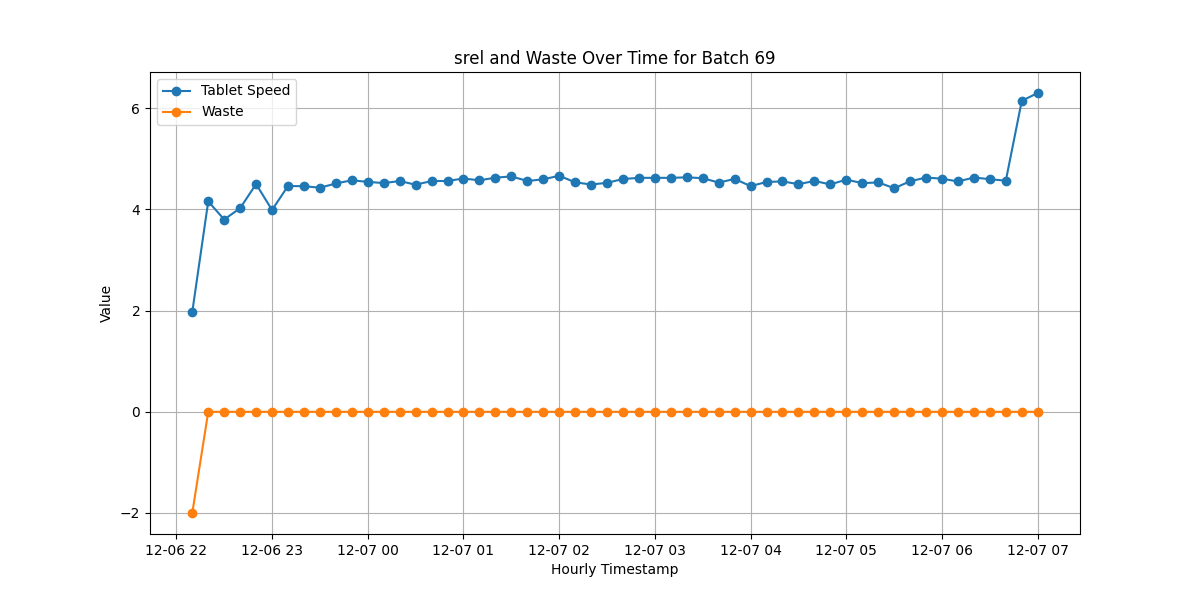 srel and Waste Over Time for Batch 69
Tablet Speed
Waste
6
4
2
0
−2
Value
12-06 22 12-06 23 12-07 00 12-07 01 12-07 02 12-07 03 12-07 04 12-07 05 12-07 06 12-07 07
Hourly Timestamp